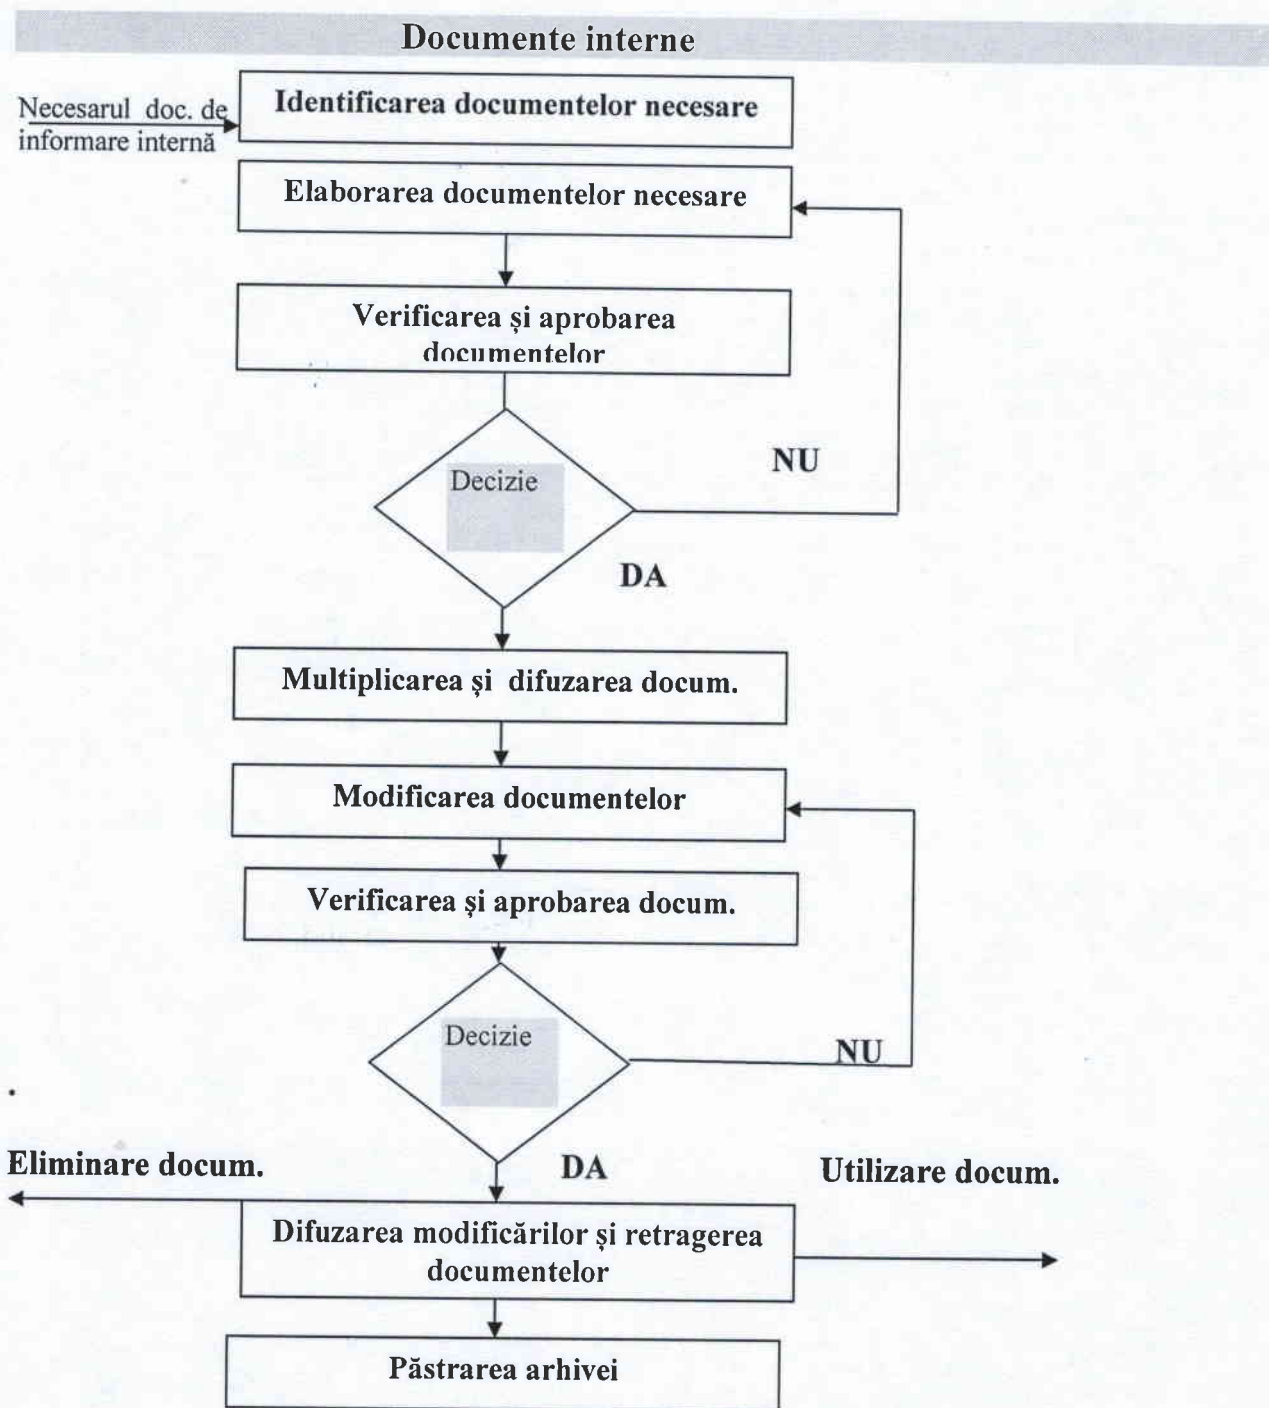 Documente interne
Identificarea documentelor necesare
Necesarul doc. de
informare internă
Elaborarea documentelor necesare
Verificarea și aprobarea
documentelor
Decizie
NU
DA
Multiplicarea și difuzarea docum.
Modificarea documentelor
Verificarea și aprobarea docum.
Decizie
NU
DA
Eliminare docum.
Utilizare docum.
Difuzarea modificărilor și retragerea
documentelor
Păstrarea arhivei